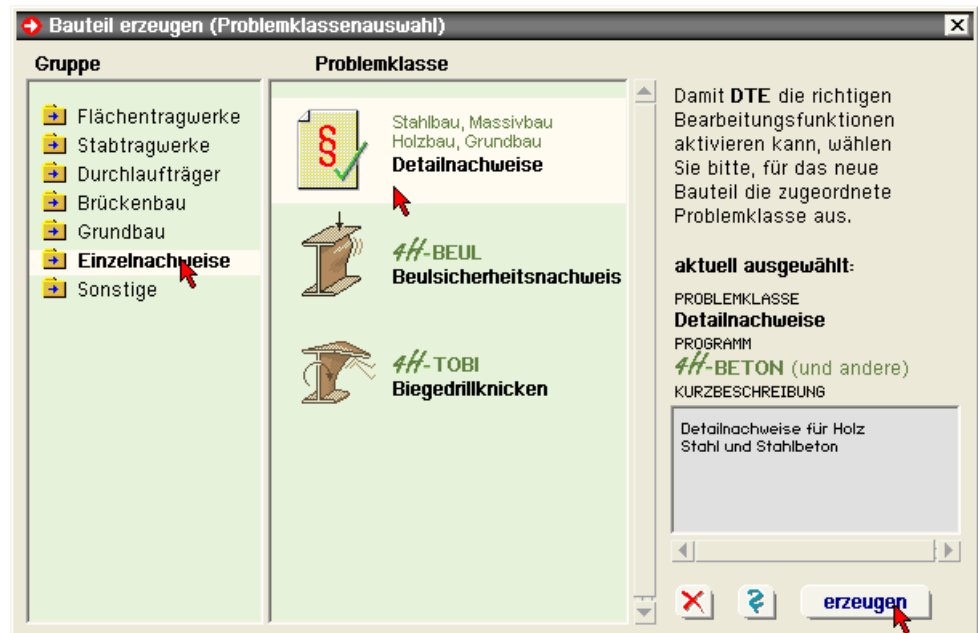 Bauteil erzeugen (Problemklassenauswahl)
Gruppe
Flächentragwerke
Stabtragwerke
Durchlaufträger
Brückenbau
Grundbau
Einzelnachweise
Sonstige
Problemklasse
Stahlbau, Massivbau
Holzbau, Grundbau
Detailnachweise
4H-BEUL
Beulsicherheitsnachweis
4H-TOBI
Biegedrillknicken
Damit DTE die richtigen
Bearbeitungsfunktionen
aktivieren kann, wählen
Sie bitte, für das neue
Bauteil die zugeordnete
Problemklasse aus.
aktuell ausgewählt:
PROBLEMKLASSE
Detailnachweise
PROGRAMM
4H-BETON (und andere)
KURZBESCHREIBUNG
Detailnachweise für Holz
Stahl und Stahlbeton
erzeugen